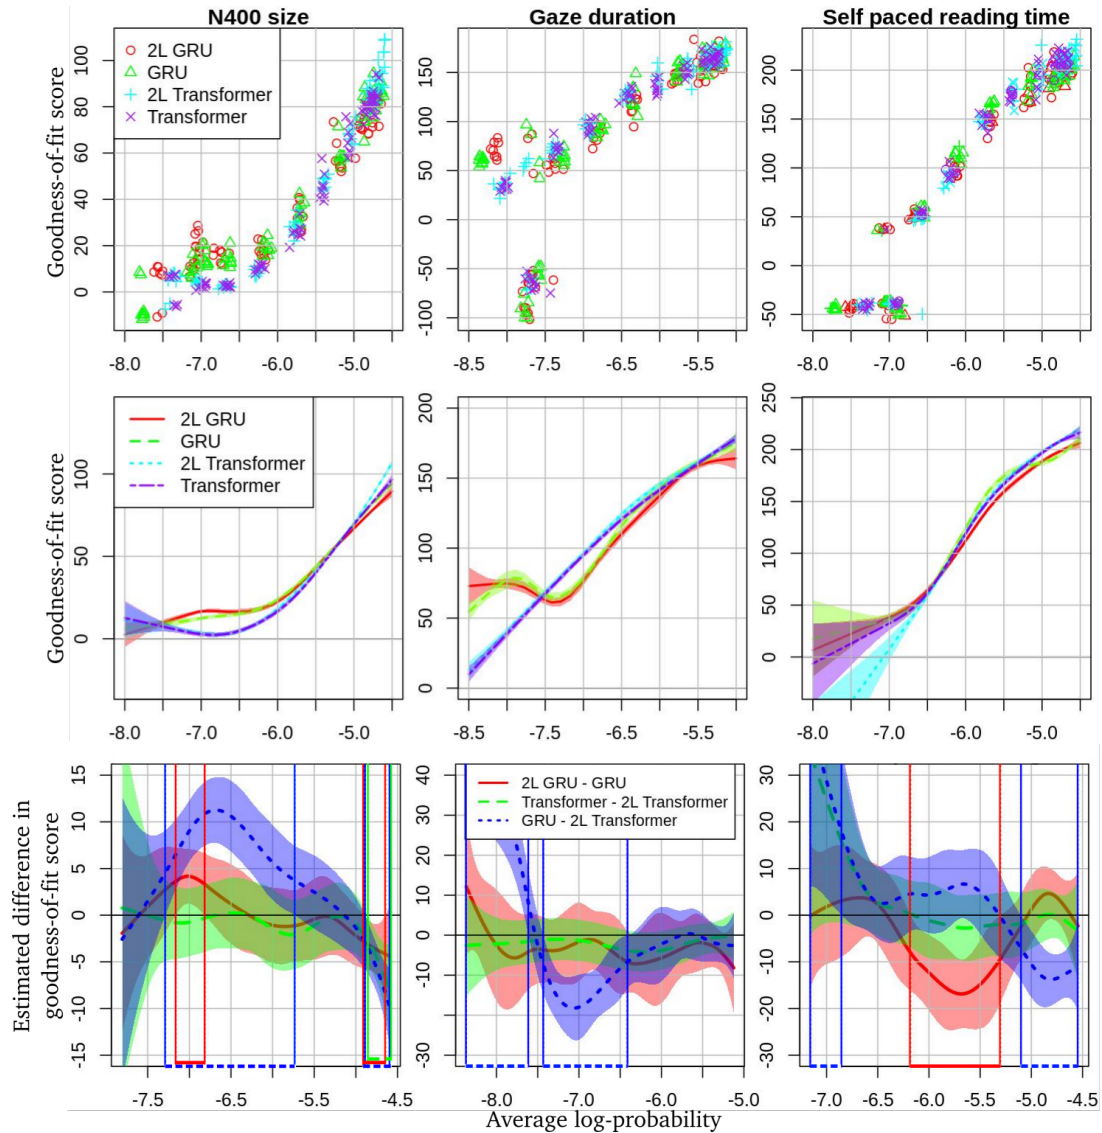 N400 size
Gaze duration
Self paced reading time
Goodness-of-fit score
2L GRU
GRU
2L Transformer
Transformer
0 20 40 60 80 100
-8.0 -7.0 -6.0 -5.0
-100 -50 0 50 100 150
-8.5 -7.5 -6.5 -5.5
-50 0 50 100 150 200
-8.0 -7.0 -6.0 -5.0
Goodness-of-fit score
2L GRU
GRU
2L Transformer
Transformer
0 50 100
-8.0 -7.0 -6.0 -5.0
0 50 100 150 200
-8.5 -7.5 -6.5 -5.5
0 50 100 150 200 250
-8.0 -7.0 -6.0 -5.0
Estimated difference in
goodness-of-fit score
-15 -10 -5 0 5 10 15
-7.5 -6.5 -5.5 -4.5
2L GRU - GRU
Transformer - 2L Transformer
GRU - 2L Transformer
-30 -10 0 10 20 30 40
-8.0 -7.0 -6.0 -5.0
-30 -20 -10 0 10 20 30
-7.0 -6.5 -6.0 -5.5 -5.0 -4.5
Average log-probability